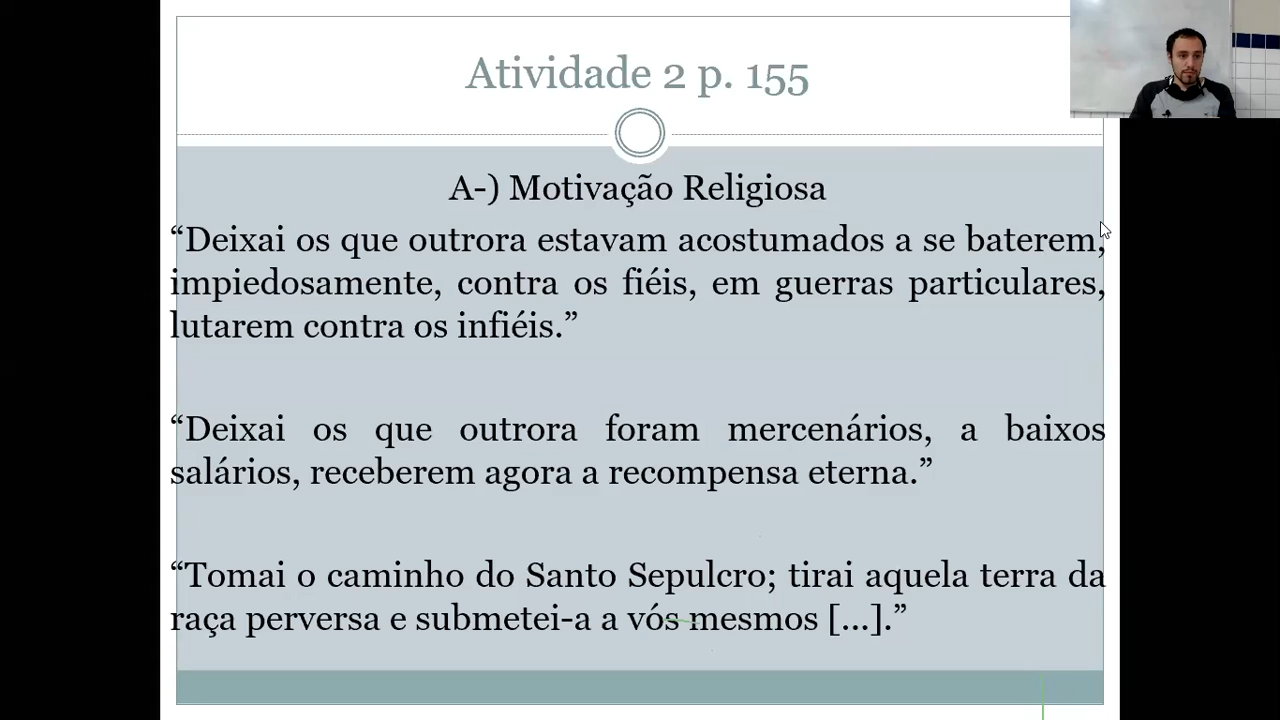 Atividade 2 p. 155
A-) Motivação Religiosa
“Deixai os que outrora estavam acostumados a se baterem,
impiedosamente, contra os fiéis, em guerras particulares,
lutarem contra os infiéis.”
“Deixai os que outrora foram mercenários, a baixos
salários, receberem agora a recompensa eterna.”
“Tomai o caminho do Santo Sepulcro; tirai aquela terra da
raça perversa e submetei-a a vós mesmos [...].”